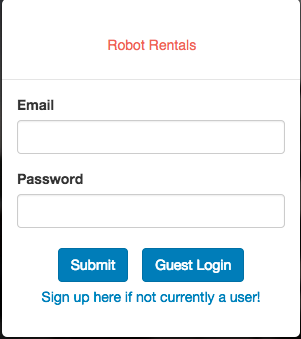 Robot Rentals
Email
Password
Submit Guest Login
Sign up here if not currently a user!